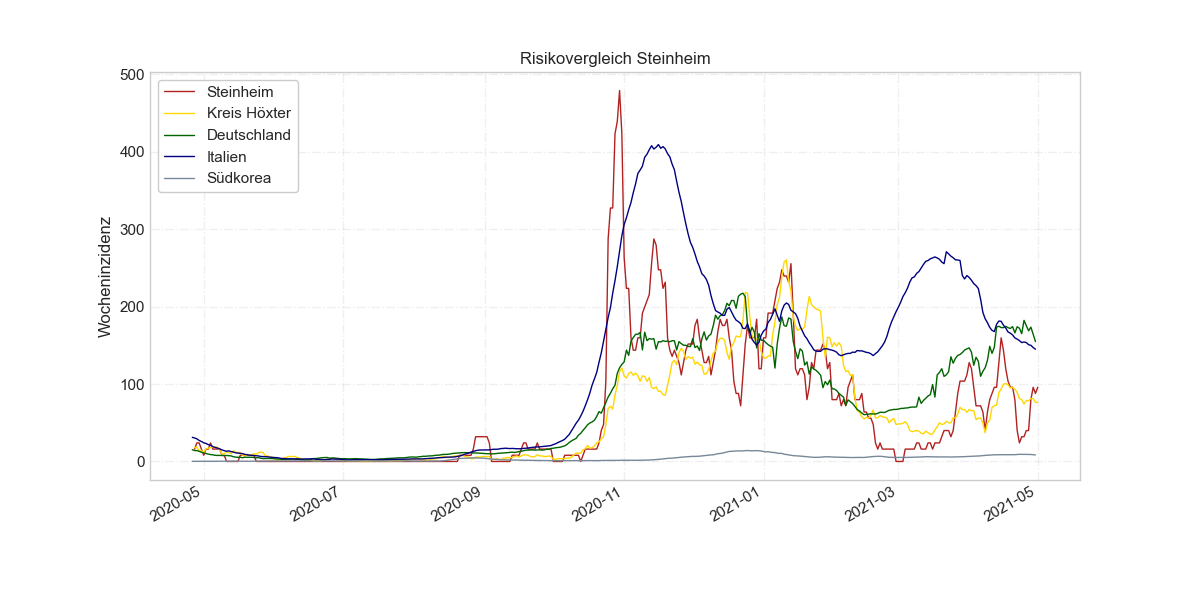 Risikovergleich Steinheim
Wocheninzidenz
500
400
300
200
100
0
Steinheim
Kreis Höxter
Deutschland
Italien
Südkorea
2020-05
2020-07
2020-09
2020-11
2021-01
2021-03
2021-05